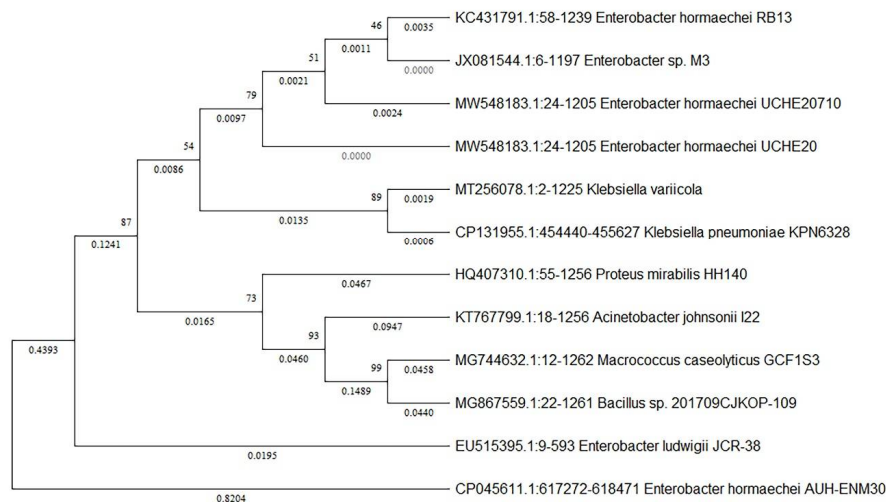 46
0.0035
KC431791.1:58-1239 Enterobacter hormaechei RB13
51
0.0011
0.0000
JX081544.1:6-1197 Enterobacter sp. M3
79
0.0021
0.0024
MW548183.1:24-1205 Enterobacter hormaechei UCHE20710
54
0.0097
0.0000
MW548183.1:24-1205 Enterobacter hormaechei UCHE20
87
0.0086
89
0.0019
MT256078.1:2-1225 Klebsiella variicola
0.0135
0.0006
CP131955.1:454440-455627 Klebsiella pneumoniae KPN6328
0.1241
73
0.0467
HQ407310.1:55-1256 Proteus mirabilis HH140
0.0165
93
0.0947
KT767799.1:18-1256 Acinetobacter johnsonii I22
0.4393
0.0460
99
0.0458
MG744632.1:12-1262 Macrococcus caseolyticus GCF1S3
0.1489
0.0440
MG867559.1:22-1261 Bacillus sp. 201709CJKOP-109
0.0195
EU515395.1:9-593 Enterobacter ludwigii JCR-38
0.8204
CP045611.1:617272-618471 Enterobacter hormaechei AUH-ENM30